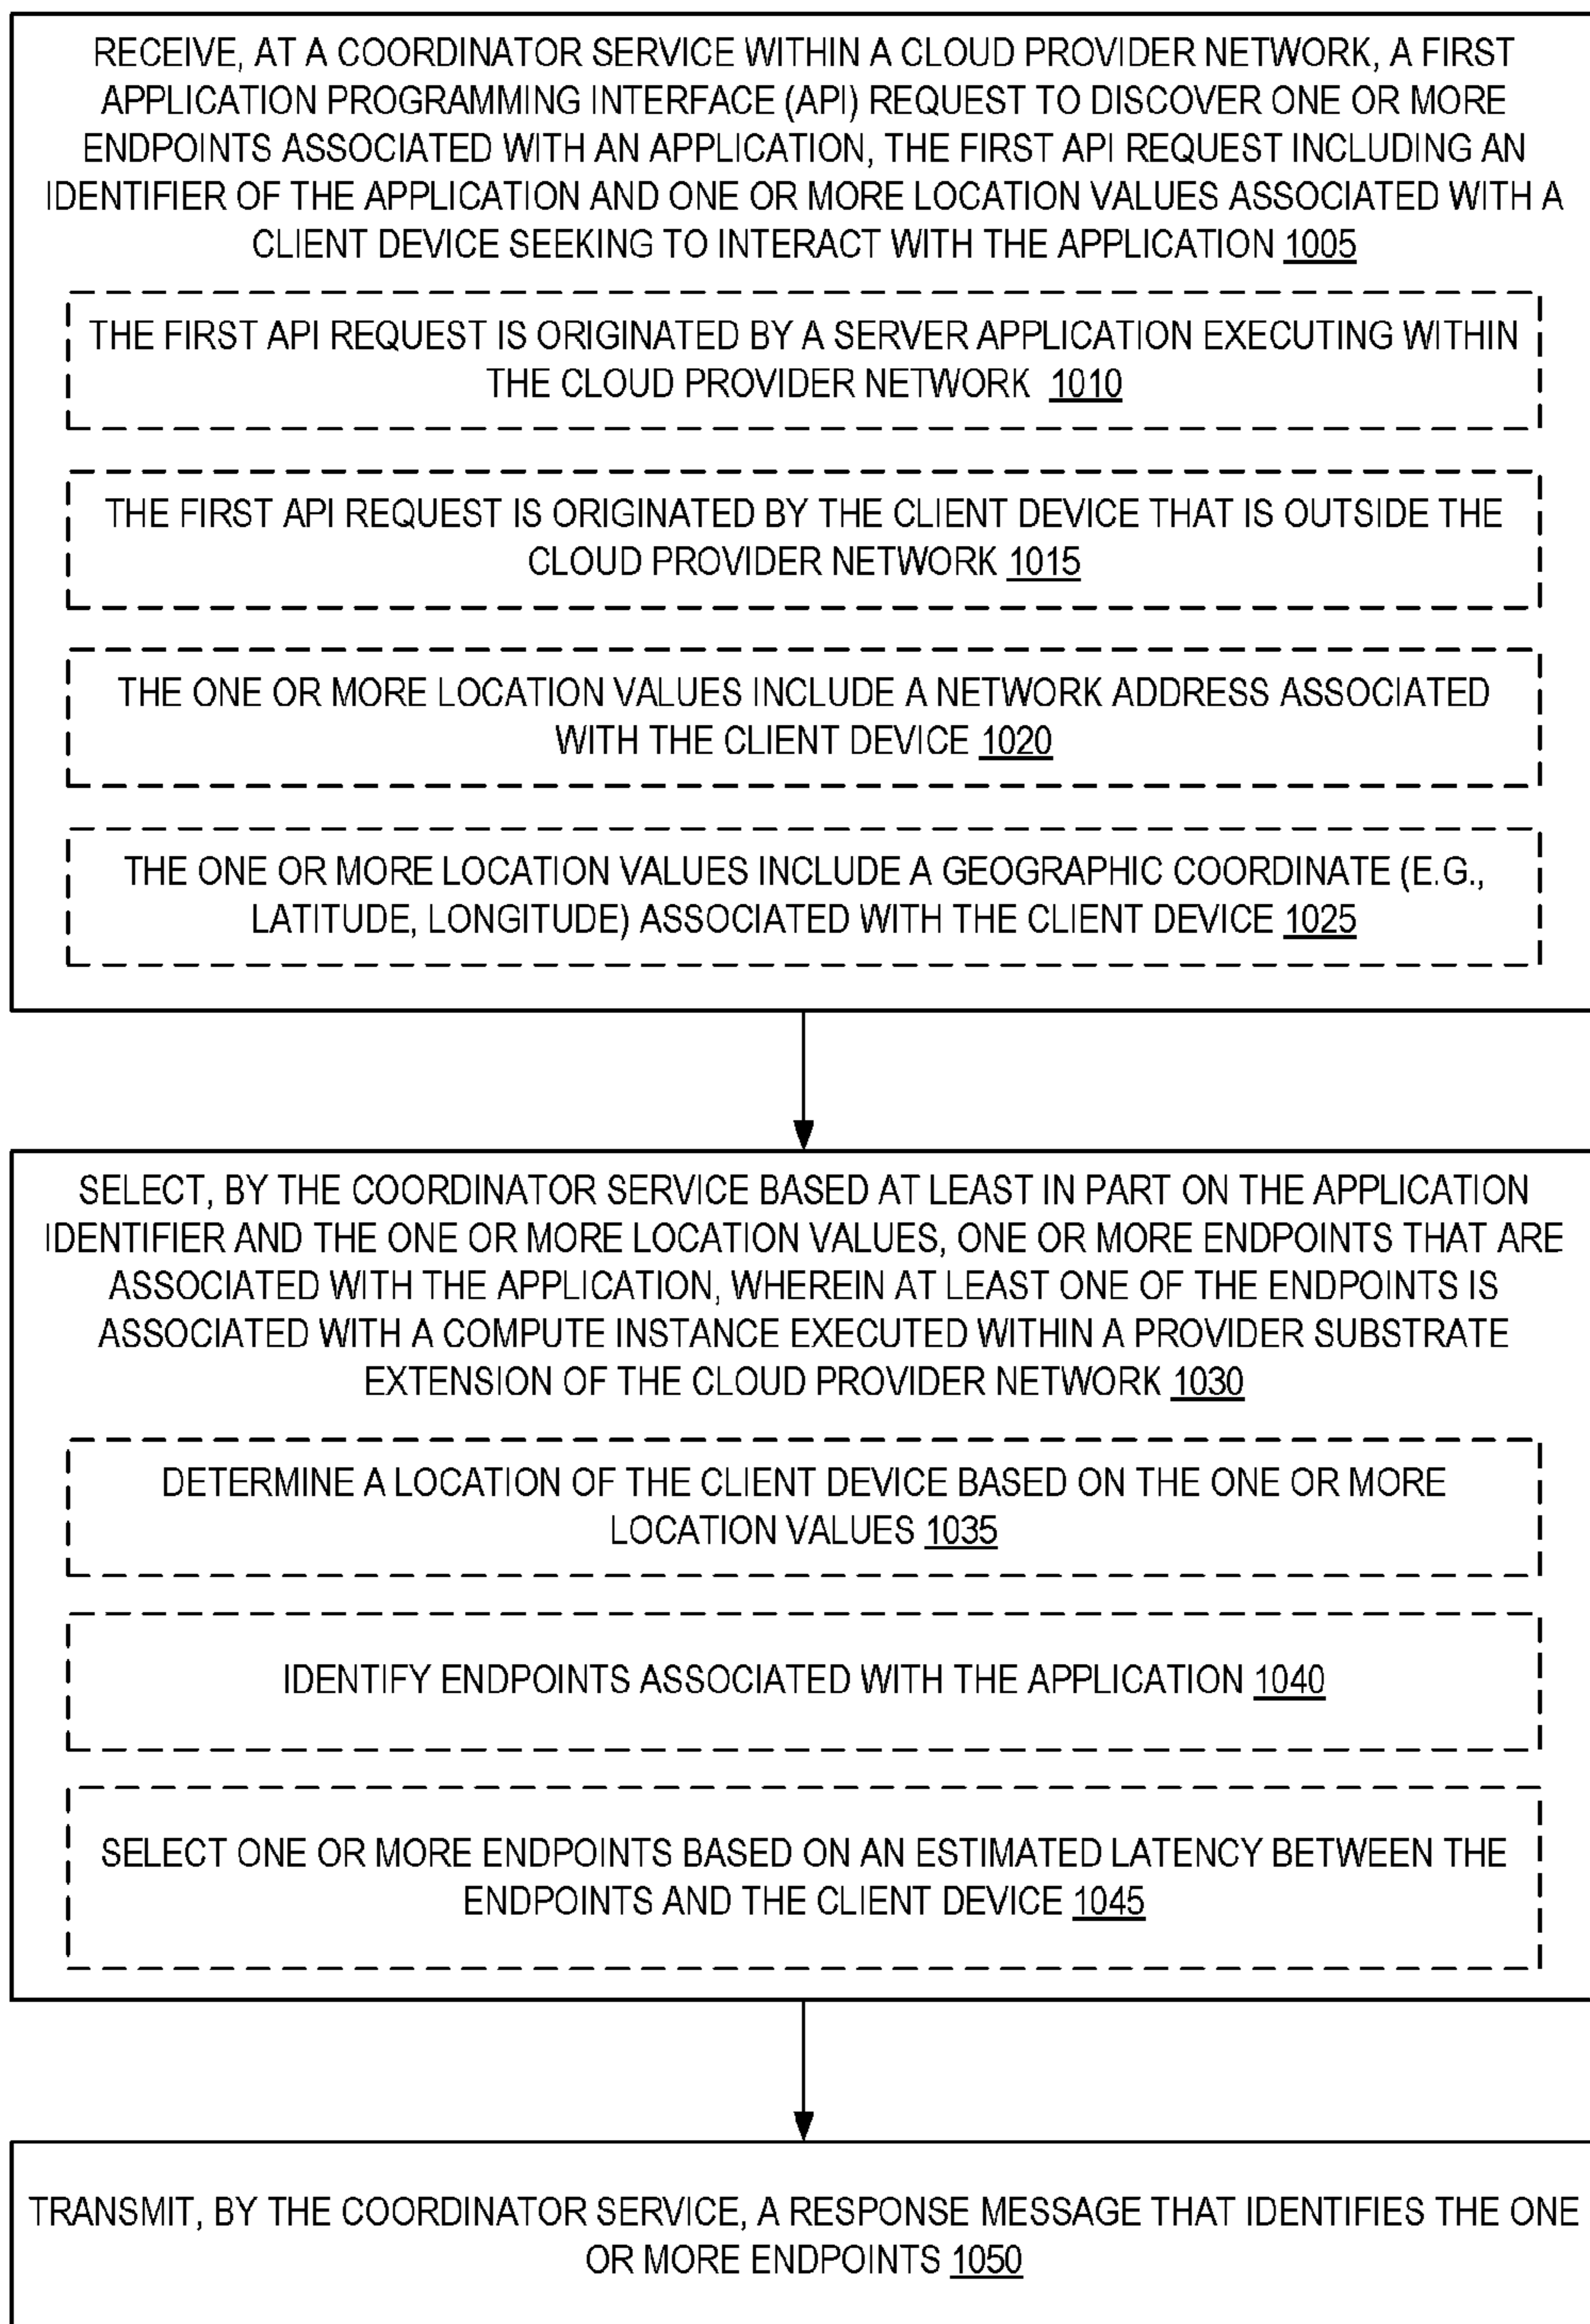 RECEIVE, AT A COORDINATOR SERVICE WITHIN A CLOUD PROVIDER NETWORK, A FIRST
APPLICATION PROGRAMMING INTERFACE (API) REQUEST TO DISCOVER ONE OR MORE
ENDPOINTS ASSOCIATED WITH AN APPLICATION, THE FIRST API REQUEST INCLUDING AN
IDENTIFIER OF THE APPLICATION AND ONE OR MORE LOCATION VALUES ASSOCIATED WITH A
CLIENT DEVICE SEEKING TO INTERACT WITH THE APPLICATION 1005
THE FIRST API REQUEST IS ORIGINATED BY A SERVER APPLICATION EXECUTING WITHIN
THE CLOUD PROVIDER NETWORK 1010
THE FIRST API REQUEST IS ORIGINATED BY THE CLIENT DEVICE THAT IS OUTSIDE THE
CLOUD PROVIDER NETWORK 1015
THE ONE OR MORE LOCATION VALUES INCLUDE A NETWORK ADDRESS ASSOCIATED
WITH THE CLIENT DEVICE 1020
THE ONE OR MORE LOCATION VALUES INCLUDE A GEOGRAPHIC COORDINATE (E.G.,
LATITUDE, LONGITUDE) ASSOCIATED WITH THE CLIENT DEVICE 1025
SELECT, BY THE COORDINATOR SERVICE BASED AT LEAST IN PART ON THE APPLICATION
IDENTIFIER AND THE ONE OR MORE LOCATION VALUES, ONE OR MORE ENDPOINTS THAT ARE
ASSOCIATED WITH THE APPLICATION, WHEREIN AT LEAST ONE OF THE ENDPOINTS IS
ASSOCIATED WITH A COMPUTE INSTANCE EXECUTED WITHIN A PROVIDER SUBSTRATE
EXTENSION OF THE CLOUD PROVIDER NETWORK 1030
DETERMINE A LOCATION OF THE CLIENT DEVICE BASED ON THE ONE OR MORE
LOCATION VALUES 1035
IDENTIFY ENDPOINTS ASSOCIATED WITH THE APPLICATION 1040
SELECT ONE OR MORE ENDPOINTS BASED ON AN ESTIMATED LATENCY BETWEEN THE
ENDPOINTS AND THE CLIENT DEVICE 1045
TRANSMIT, BY THE COORDINATOR SERVICE, A RESPONSE MESSAGE THAT IDENTIFIES THE ONE
OR MORE ENDPOINTS 1050